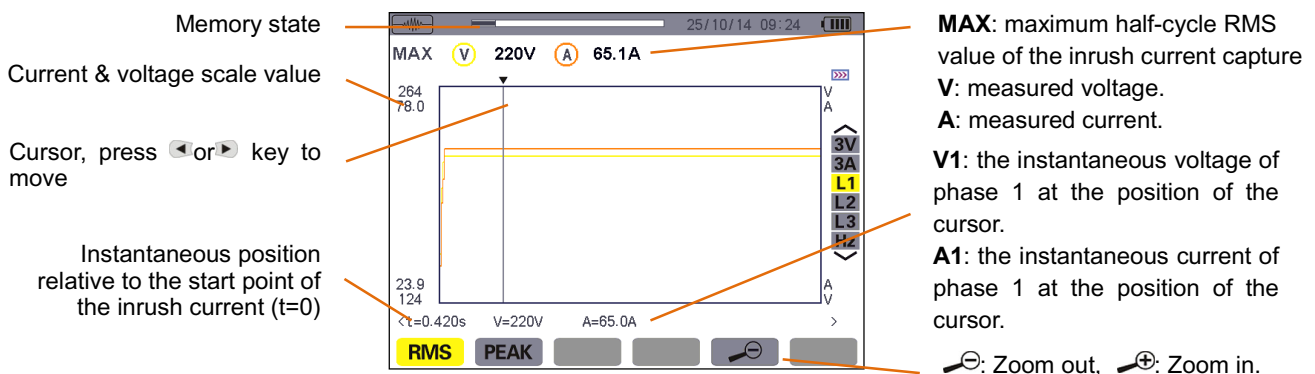 Memory state
Current & voltage scale value
Cursor, press ◄ or ► key to
move
Instantaneous position
relative to the start point of
the inrush current (t=0)
25/10/14 09:24
MAX V 220V A 65.1A
>>>
264 V
78.0 A
3V
3A
L1
L2
L3
Hz
23.9 A
124 V
<t=0.420s V=220V A=65.0A >
RMS PEAK
MAX: maximum half-cycle RMS
value of the inrush current capture
V: measured voltage.
A: measured current.
V1: the instantaneous voltage of
phase 1 at the position of the
cursor.
A1: the instantaneous current of
phase 1 at the position of the
cursor.
: Zoom out, : Zoom in.